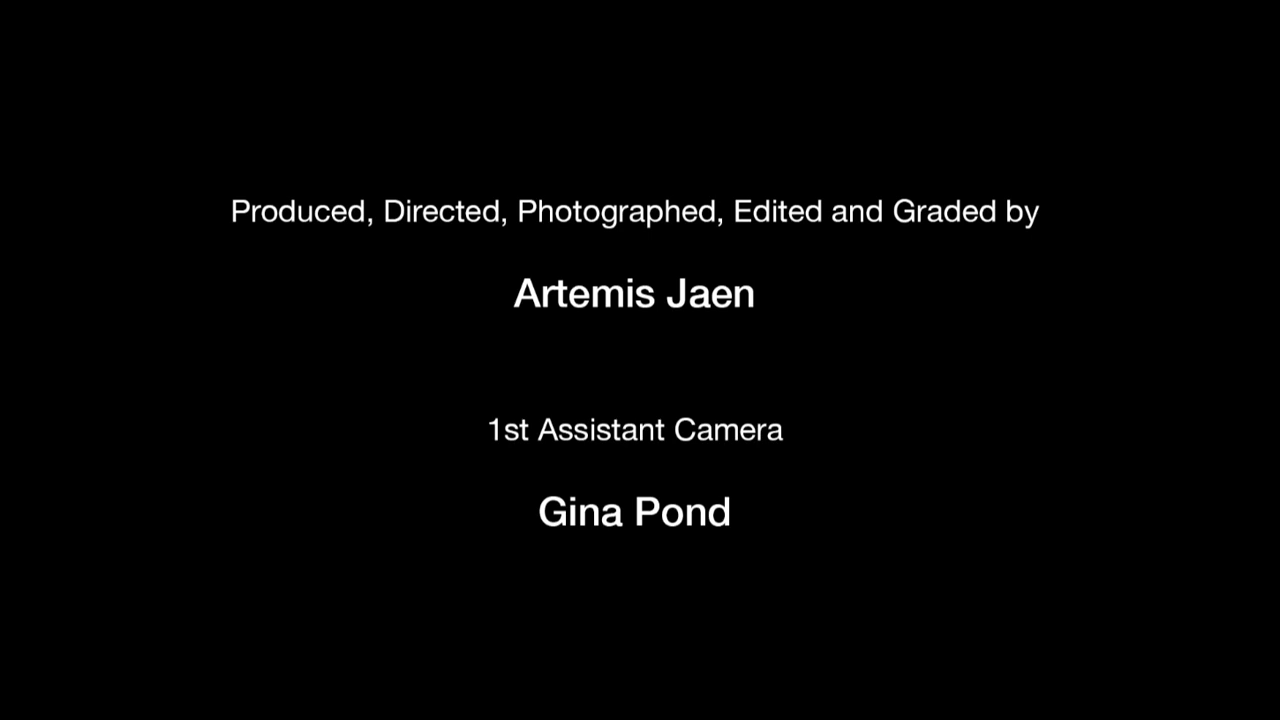 Produced, Directed, Photographed, Edited and Graded by
Artemis Jaen
1st Assistant Camera
Gina Pond